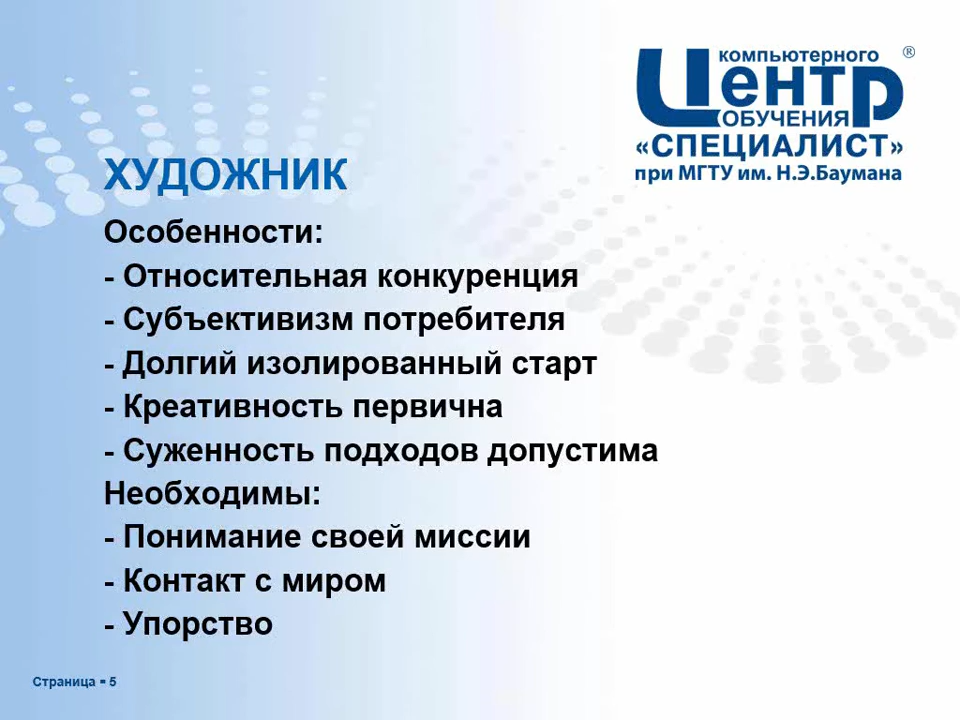 компьютерного ®
Центр
ОБУЧЕНИЯ
«СПЕЦИАЛИСТ»
при МГТУ им. Н.Э.Баумана
ХУДОЖНИК
Особенности:
- Относительная конкуренция
- Субъективизм потребителя
- Долгий изолированный старт
- Креативность первична
- Суженность подходов допустима
Необходимы:
- Понимание своей миссии
- Контакт с миром
- Упорство
Страница ▪ 5